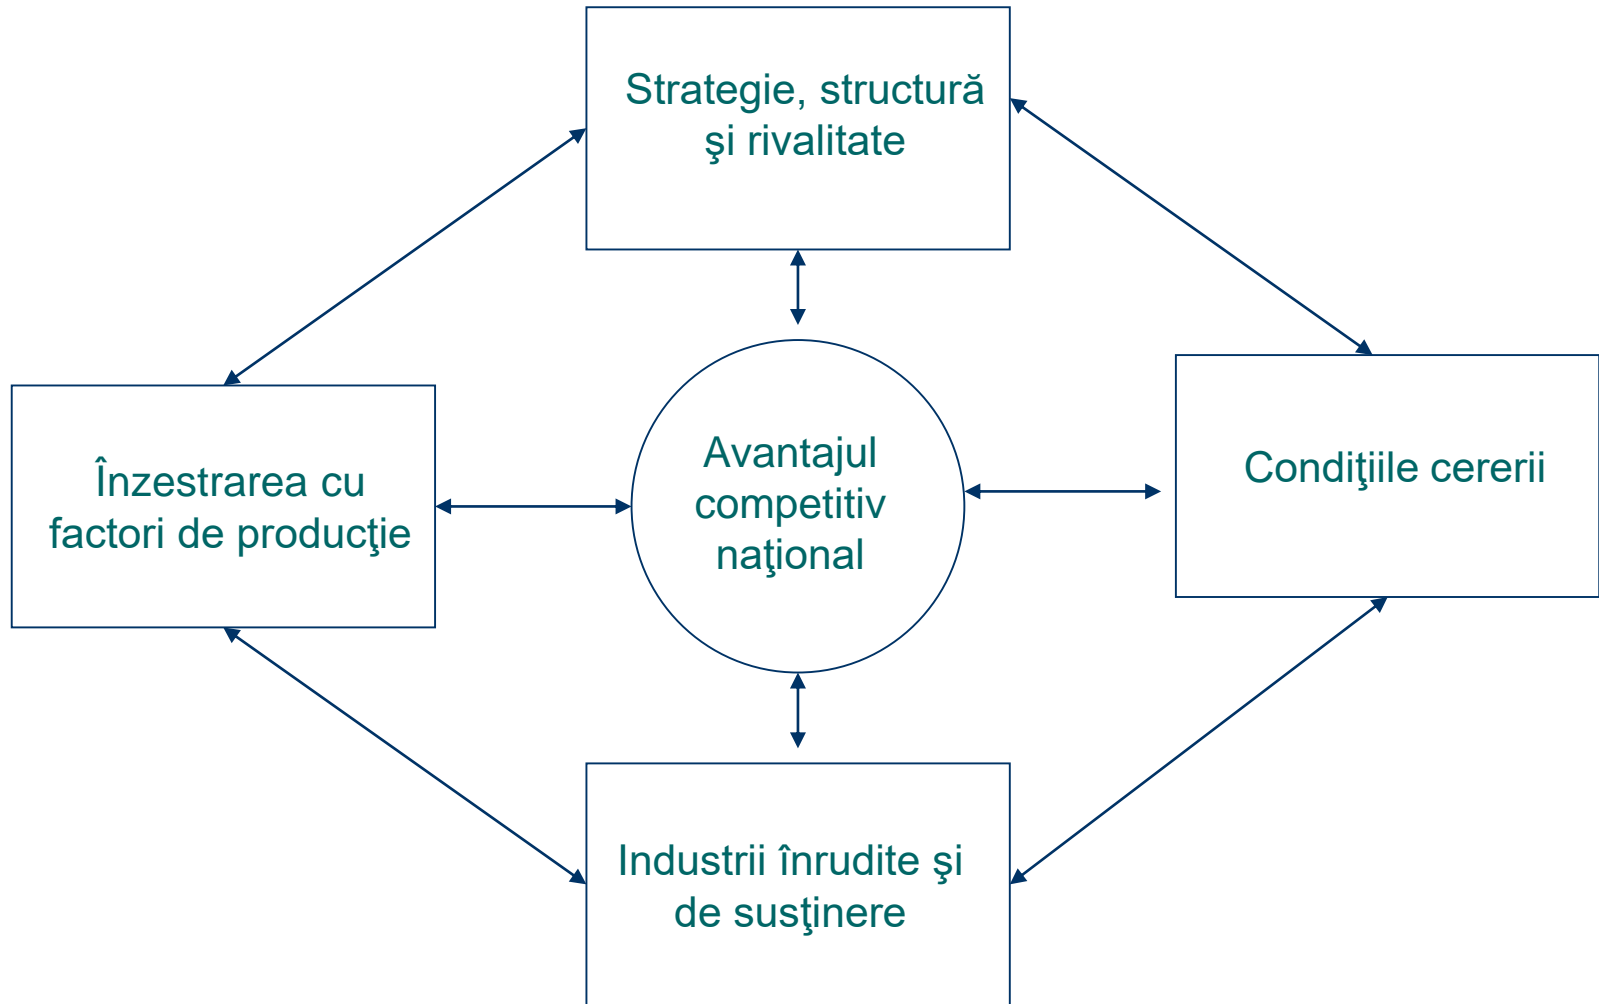 Strategie, structură
şi rivalitate
Înzestrarea cu
factori de producţie
Avantajul
competitiv
naţional
Condiţiile cererii
Industrii înrudite şi
de susţinere